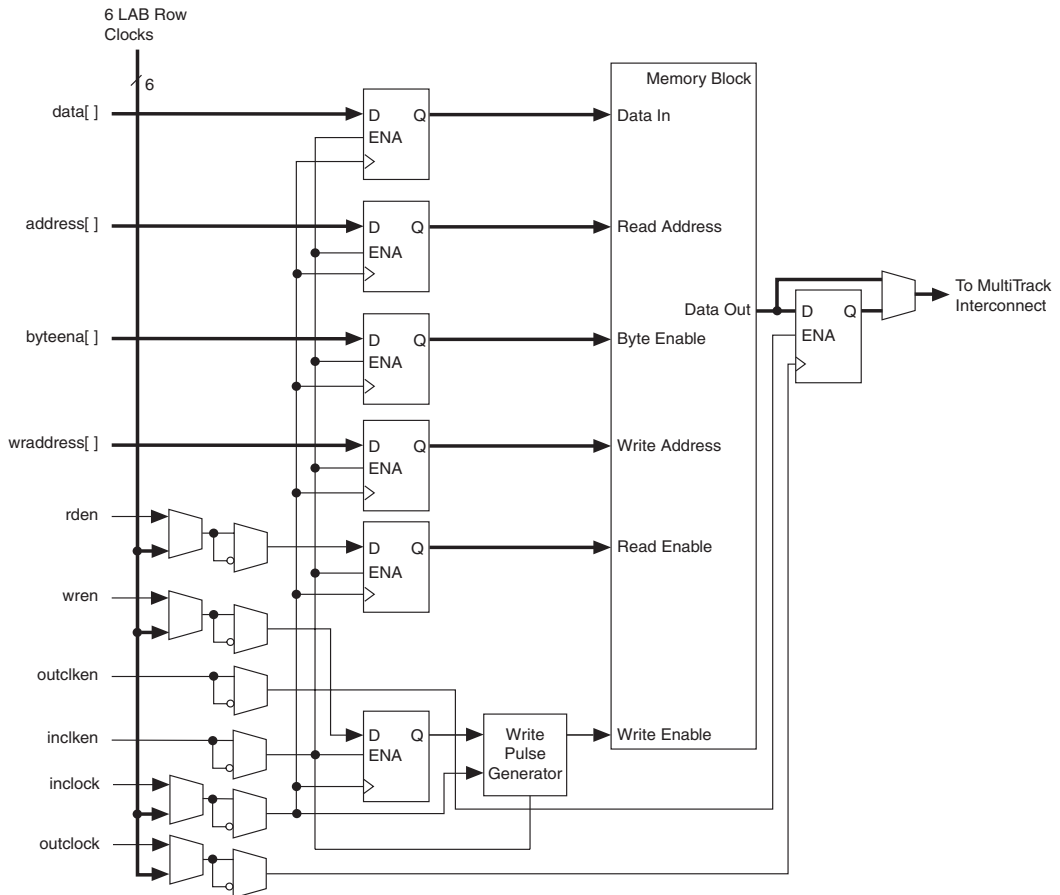 6 LAB Row
Clocks
6
data[ ]
D Q
ENA
Memory Block
Data In
address[ ]
D Q
ENA
Read Address
Data Out
D Q
ENA
To MultiTrack
Interconnect
byteena[ ]
D Q
ENA
Byte Enable
wraddress[ ]
D Q
ENA
Write Address
rden
D Q
ENA
Read Enable
wren
outclken
inclken
D Q
ENA
Write
Pulse
Generator
Write Enable
inclock
outclock